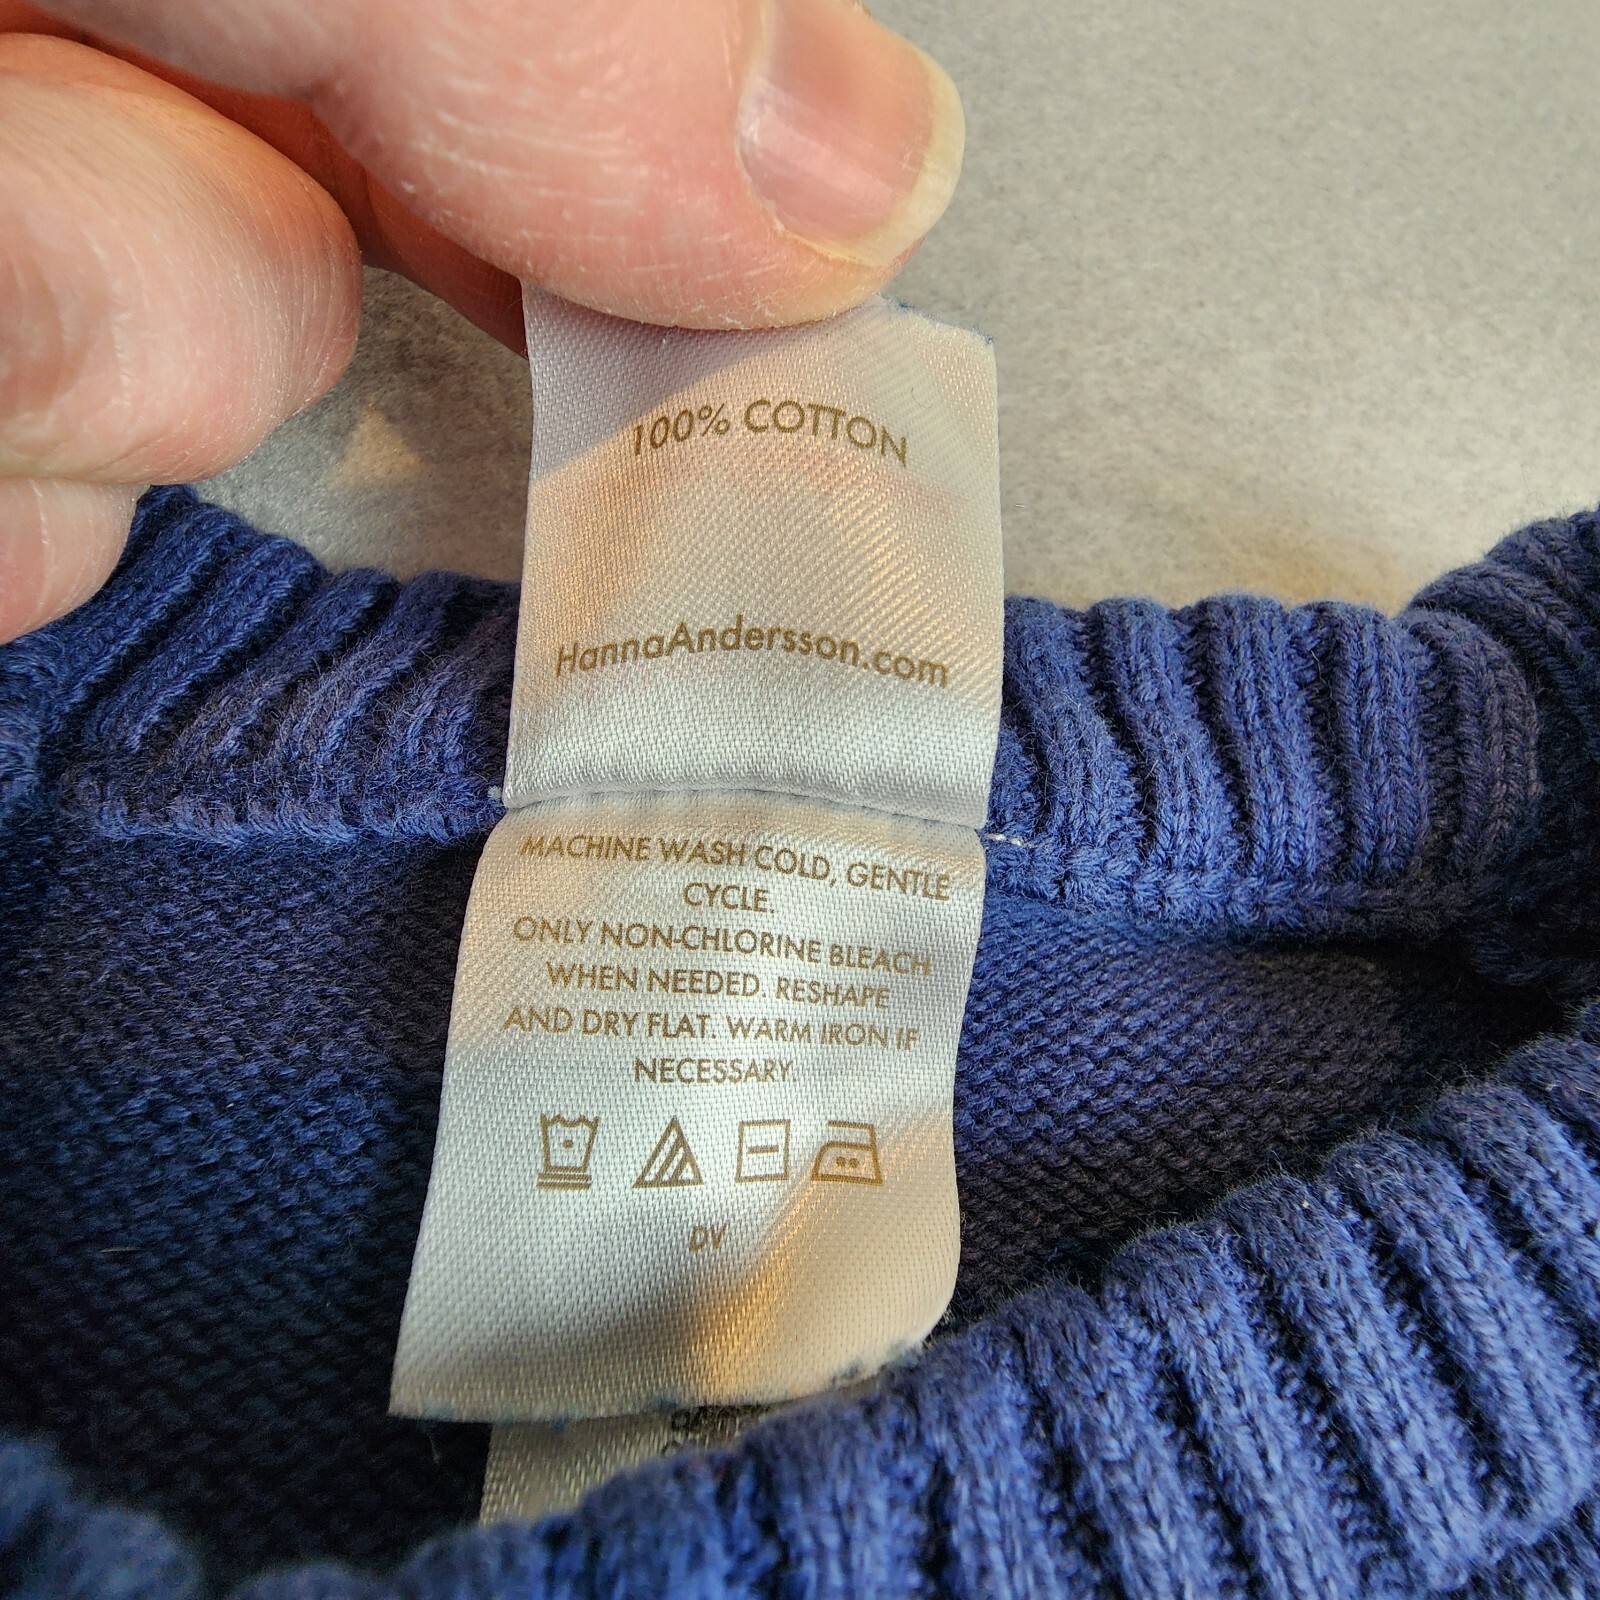 100% COTTON
HannaAndersson.com
MACHINE WASH COLD, GENTLE
CYCLE.
ONLY NON-CHLORINE BLEACH
WHEN NEEDED. RESHAPE
AND DRY FLAT. WARM IRON IF
NECESSARY.
DV